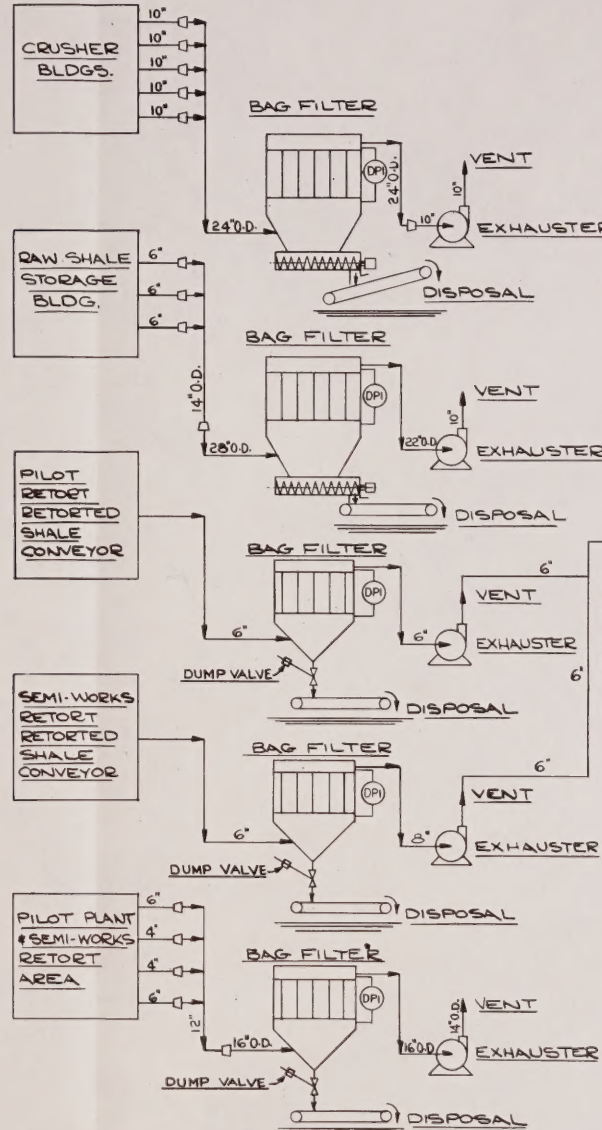 CRUSHER
BLDGS.
10"
10"
10"
10"
10"
24"O.D.
BAG FILTER
DPI
24"O.D.
10"
10"
VENT
EXHAUSTER
DISPOSAL
RAW SHALE
STORAGE
BLDG.
6"
6"
6"
14"O.D.
28"O.D.
BAG FILTER
DPI
22"O.D.
10"
VENT
EXHAUSTER
DISPOSAL
PILOT
RETORT
RETORTED
SHALE
CONVEYOR
6"
BAG FILTER
DPI
6"
VENT
EXHAUSTER
6"
6"
DUMP VALVE
DISPOSAL
SEMI-WORKS
RETORT
RETORTED
SHALE
CONVEYOR
6"
BAG FILTER
DPI
8"
VENT
EXHAUSTER
6"
DUMP VALVE
DISPOSAL
PILOT PLANT
& SEMI-WORKS
RETORT
AREA
6"
4"
4"
6"
12"
16"O.D.
BAG FILTER
DPI
16"O.D.
14"O.D.
VENT
EXHAUSTER
DUMP VALVE
DISPOSAL